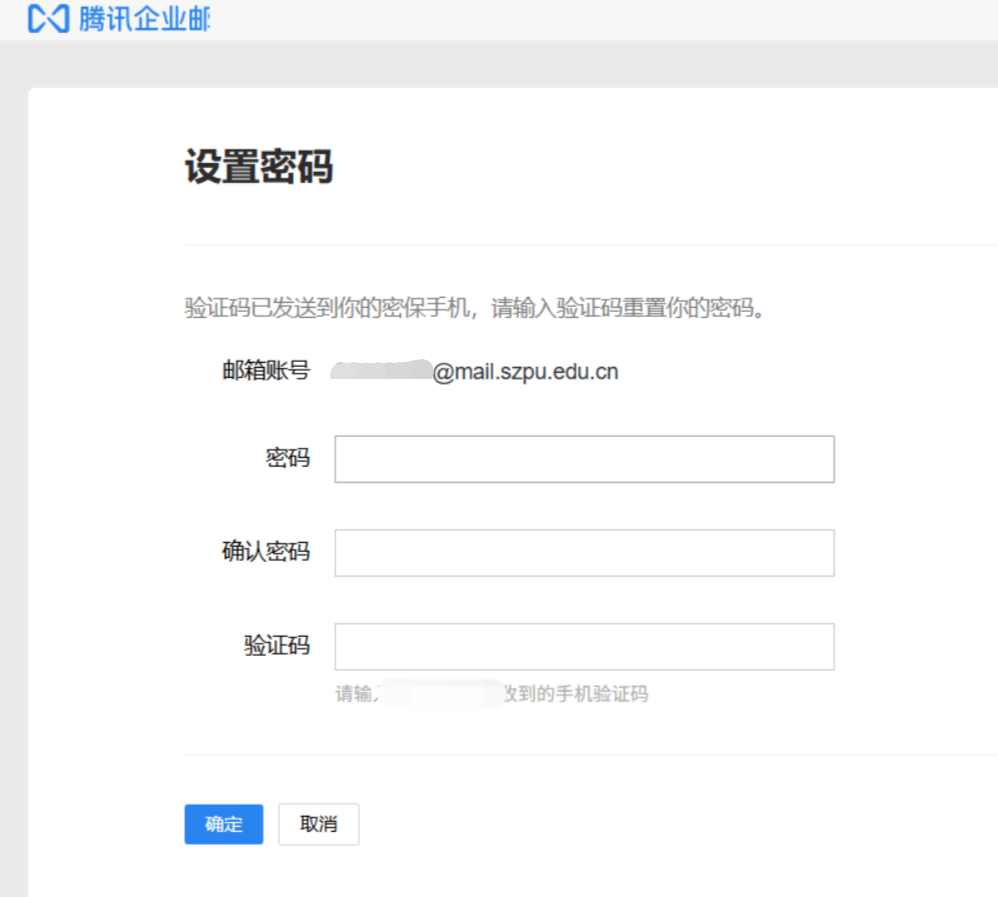 腾讯企业邮
设置密码
验证码已发送到你的密保手机，请输入验证码重置你的密码。
邮箱账号 @mail.szpu.edu.cn
密码
确认密码
验证码
请输入 收到的手机验证码
确定 取消